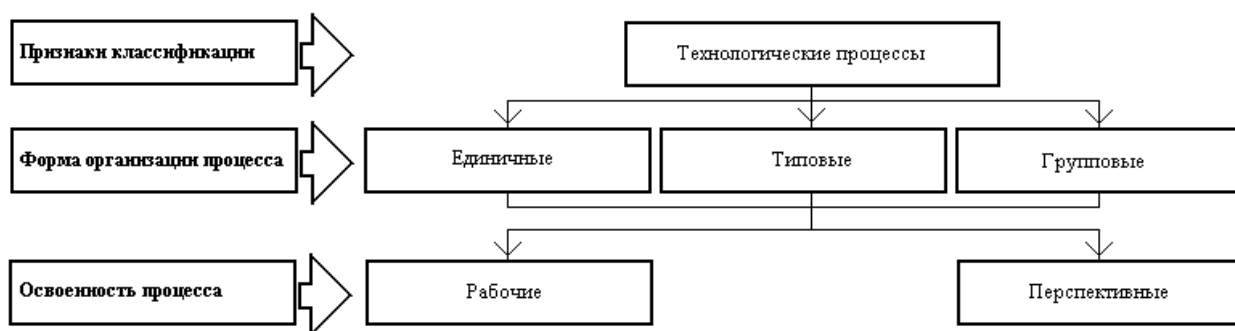 Признаки классификации
Технологические процессы
Форма организации процесса
Единичные
Типовые
Групповые
Освоенность процесса
Рабочие
Перспективные